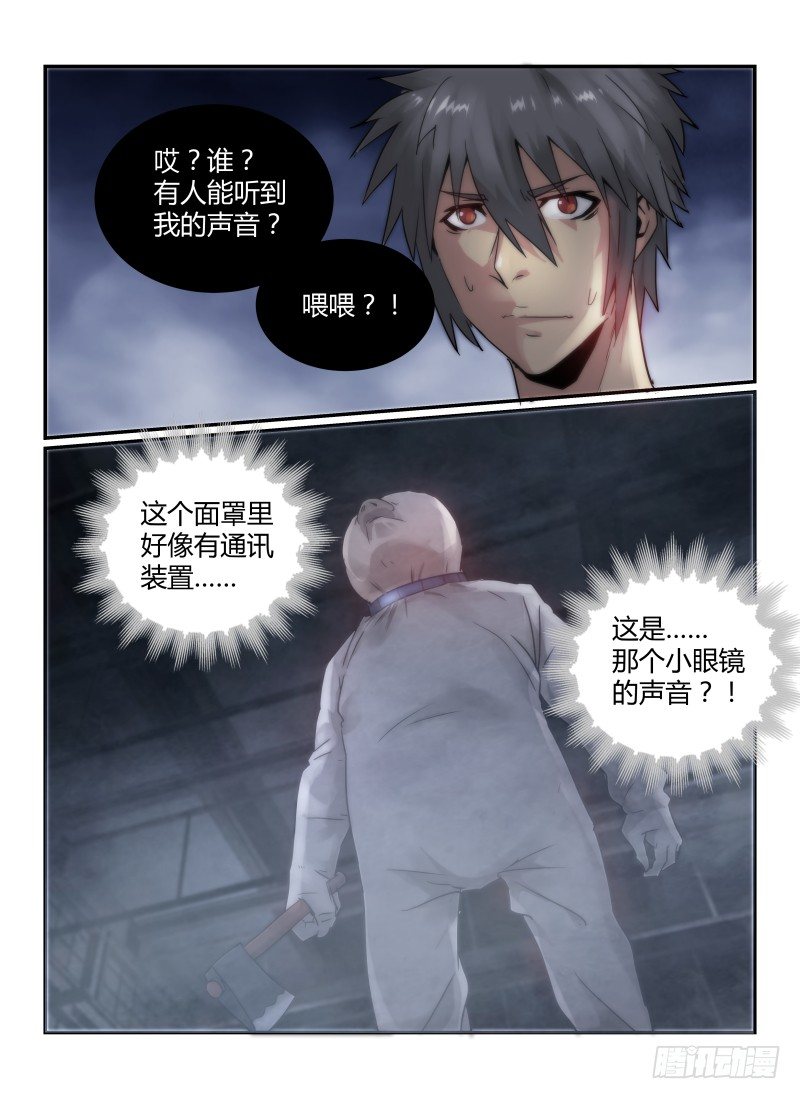 哎？谁？
有人能听到
我的声音？
喂喂？！
这个面罩里
好像有通讯
装置……
这是……
那个小眼镜
的声音？！
腾讯动漫